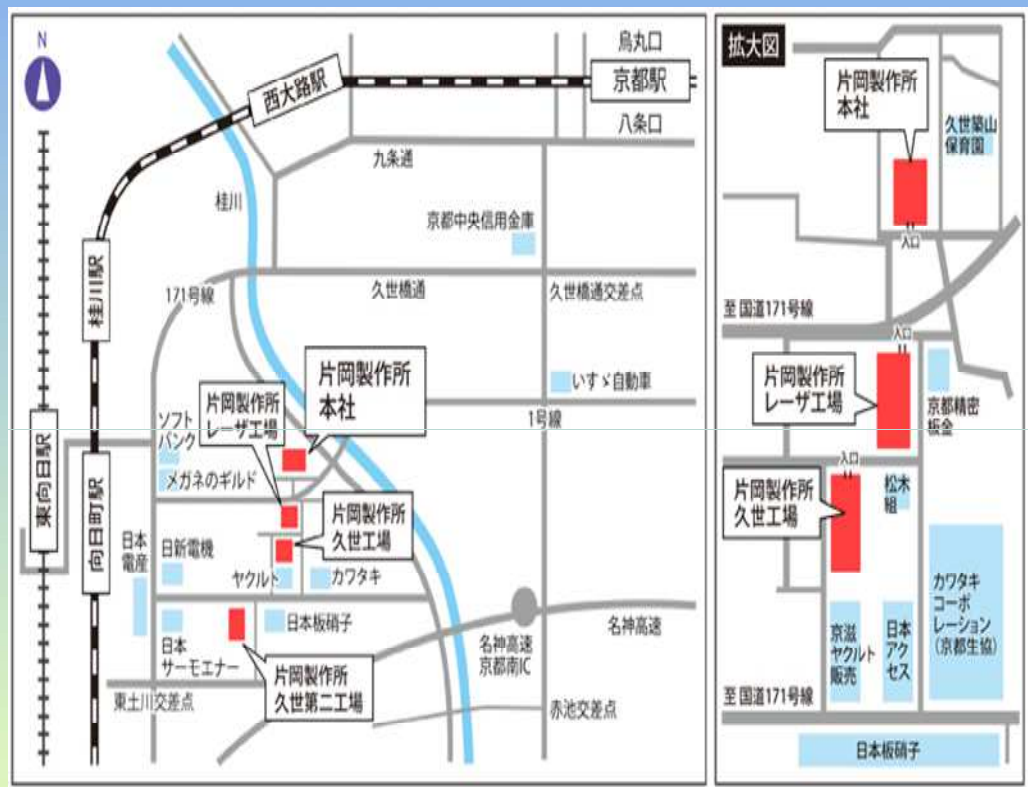 N
烏丸口
京都駅
八条口
西大路駅
九条通
桂川
京都中央信用金庫
桂川駅
171号線
久世橋通
久世橋通交差点
片岡製作所
本社
片岡製作所
レーザ工場
いすゞ自動車
1号線
ソフト
バンク
メガネのギルド
東向日駅
向日町駅
片岡製作所
久世工場
日本
電産
日新電機
ヤクルト
カワタキ
日本
サーモエナー
日本板硝子
名神高速
京都南IC
名神高速
片岡製作所
久世第二工場
東土川交差点
赤池交差点
拡大図
片岡製作所
本社
久世築山
保育園
入口
至国道171号線
入口
片岡製作所
レーザ工場
京都精密
板金
入口
片岡製作所
久世工場
松木
組
カワタキ
コーポ
レーション
(京都生協)
京滋
ヤクルト
販売
日本
アク
セス
至国道171号線
日本板硝子